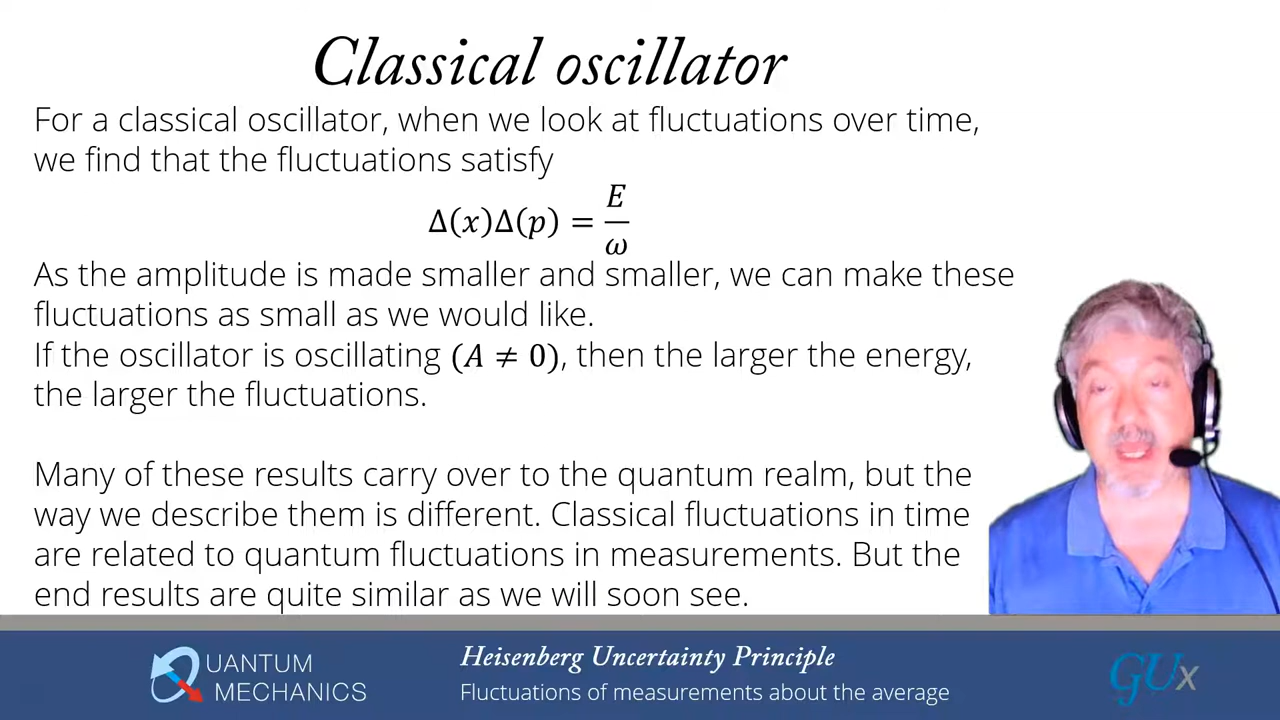 Classical oscillator
For a classical oscillator, when we look at fluctuations over time,
we find that the fluctuations satisfy
Δ(x)Δ(p) = E/ω
As the amplitude is made smaller and smaller, we can make these
fluctuations as small as we would like.
If the oscillator is oscillating (A ≠ 0), then the larger the energy,
the larger the fluctuations.
Many of these results carry over to the quantum realm, but the
way we describe them is different. Classical fluctuations in time
are related to quantum fluctuations in measurements. But the
end results are quite similar as we will soon see.
QUANTUM
MECHANICS
Heisenberg Uncertainty Principle
Fluctuations of measurements about the average
GUx